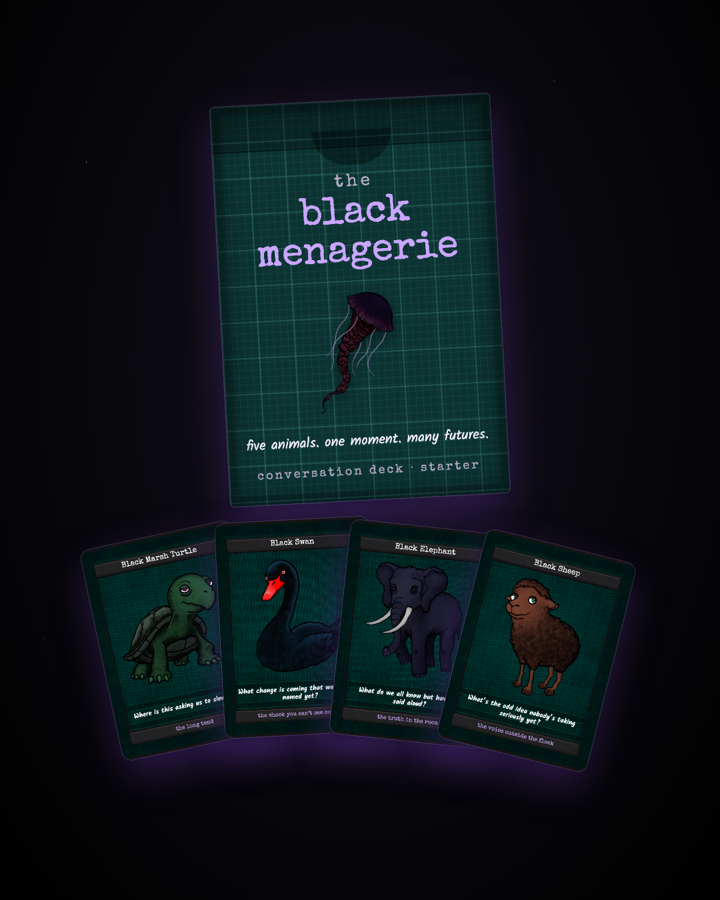 the
black
menagerie
five animals. one moment. many futures.
conversation deck · starter
Black Marsh Turtle
Where is this asking us to
the long tend
Black Swan
What change is coming that
named yet?
the shock you can't see
Black Elephant
What do we all know but
said aloud?
the truth in the room
Black Sheep
What's the odd idea nobody's taking
seriously yet?
the voice outside the flock